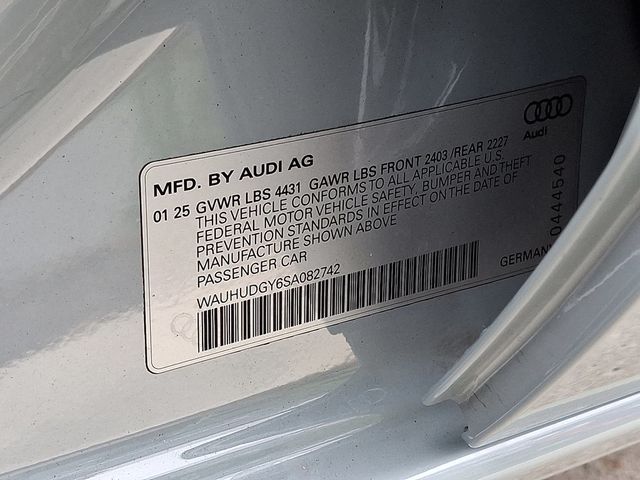 Audi
MFD. BY AUDI AG
01 25 GVWR LBS 4431 GAWR LBS FRONT 2403 /REAR 2227
THIS VEHICLE CONFORMS TO ALL APPLICABLE U.S.
FEDERAL MOTOR VEHICLE SAFETY, BUMPER AND THEFT
PREVENTION STANDARDS IN EFFECT ON THE DATE OF
MANUFACTURE SHOWN ABOVE
PASSENGER CAR
WAUHUDGY6SA082742
GERMANY
0444540